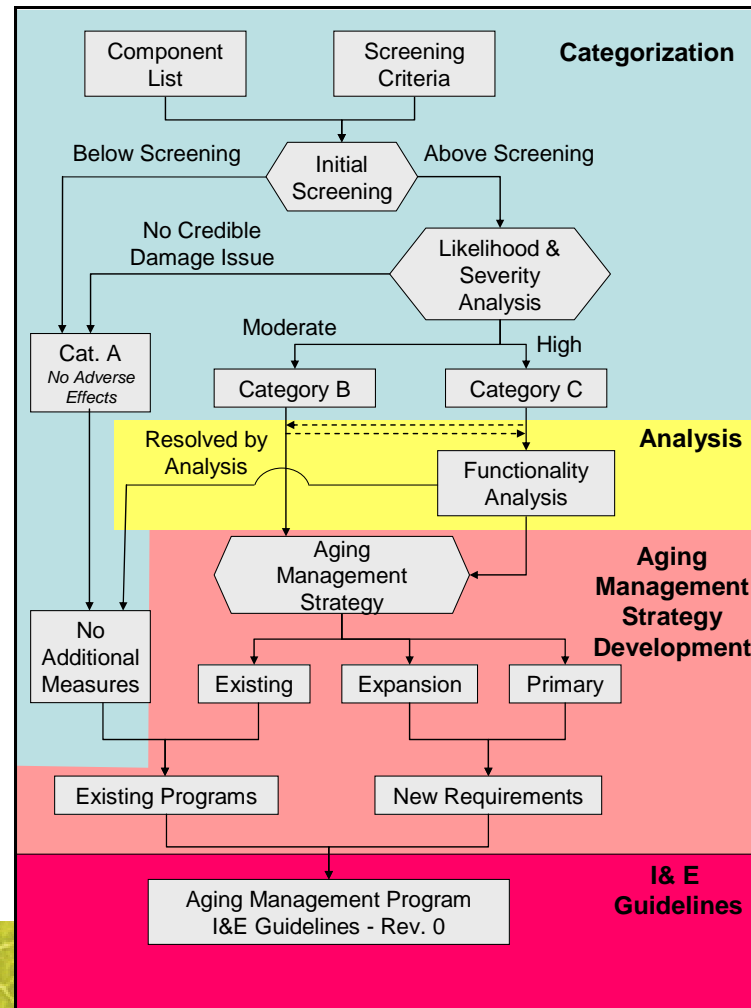 Component
List
Screening
Criteria
Categorization
Below Screening
Initial
Screening
Above Screening
No Credible
Damage Issue
Likelihood &
Severity
Analysis
Cat. A
No Adverse
Effects
Moderate
High
Category B
Category C
Analysis
Resolved by
Analysis
Functionality
Analysis
Aging
Management
Strategy
Aging
Management
Strategy
Development
No
Additional
Measures
Existing
Expansion
Primary
Existing Programs
New Requirements
I& E
Guidelines
Aging Management Program
I&E Guidelines - Rev. 0